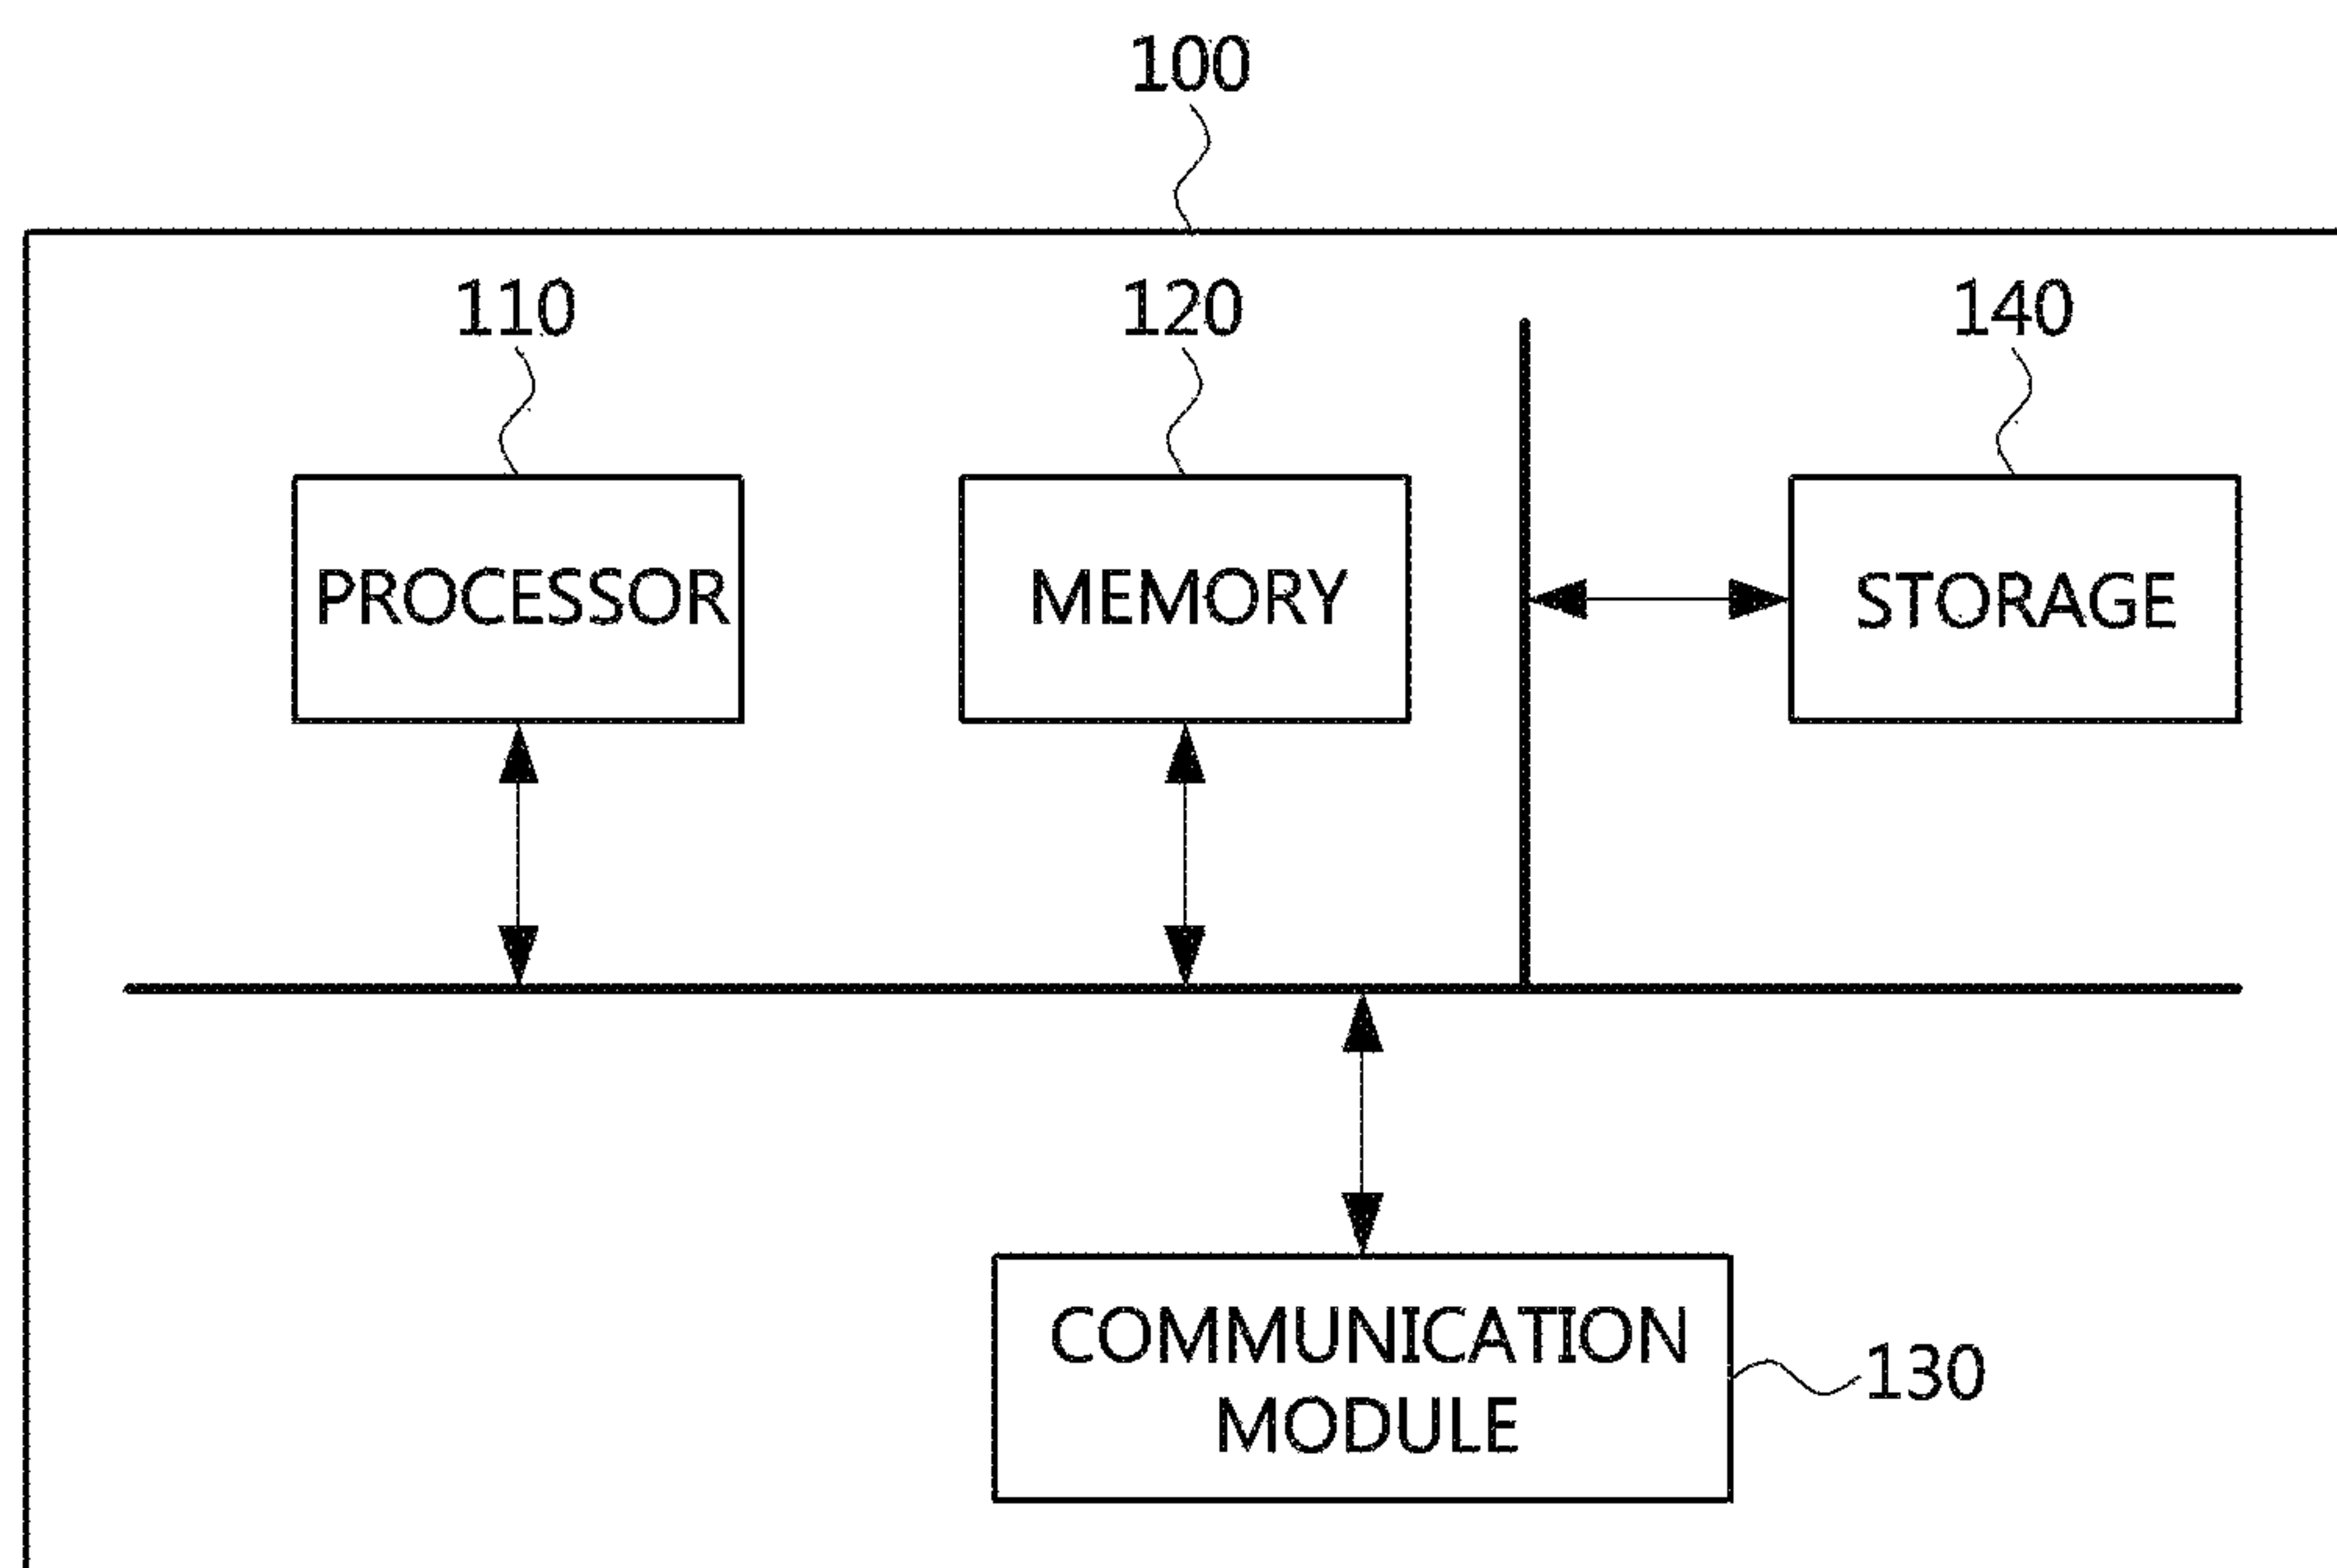 100
110
120
140
PROCESSOR
MEMORY
STORAGE
COMMUNICATION
MODULE
130